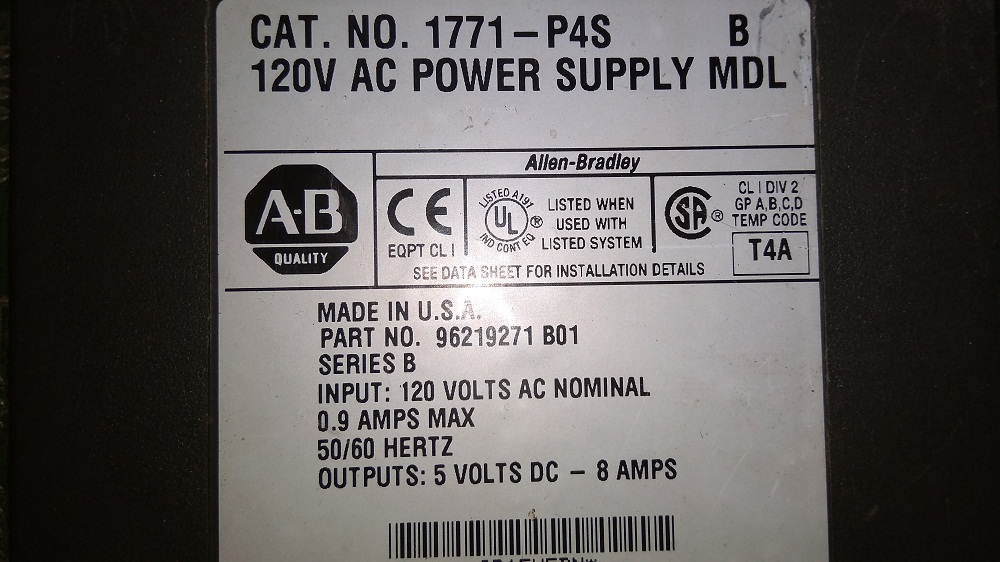 CAT. NO. 1771-P4S B
120V AC POWER SUPPLY MDL
Allen-Bradley
A-B
QUALITY
CE
EQPT CL I
LISTED A191
UL
®
IND CONT EQ
LISTED WHEN
USED WITH
LISTED SYSTEM
SA
®
CL I DIV 2
GP A,B,C,D
TEMP CODE
T4A
SEE DATA SHEET FOR INSTALLATION DETAILS
MADE IN U.S.A.
PART NO. 96219271 B01
SERIES B
INPUT: 120 VOLTS AC NOMINAL
0.9 AMPS MAX
50/60 HERTZ
OUTPUTS: 5 VOLTS DC - 8 AMPS